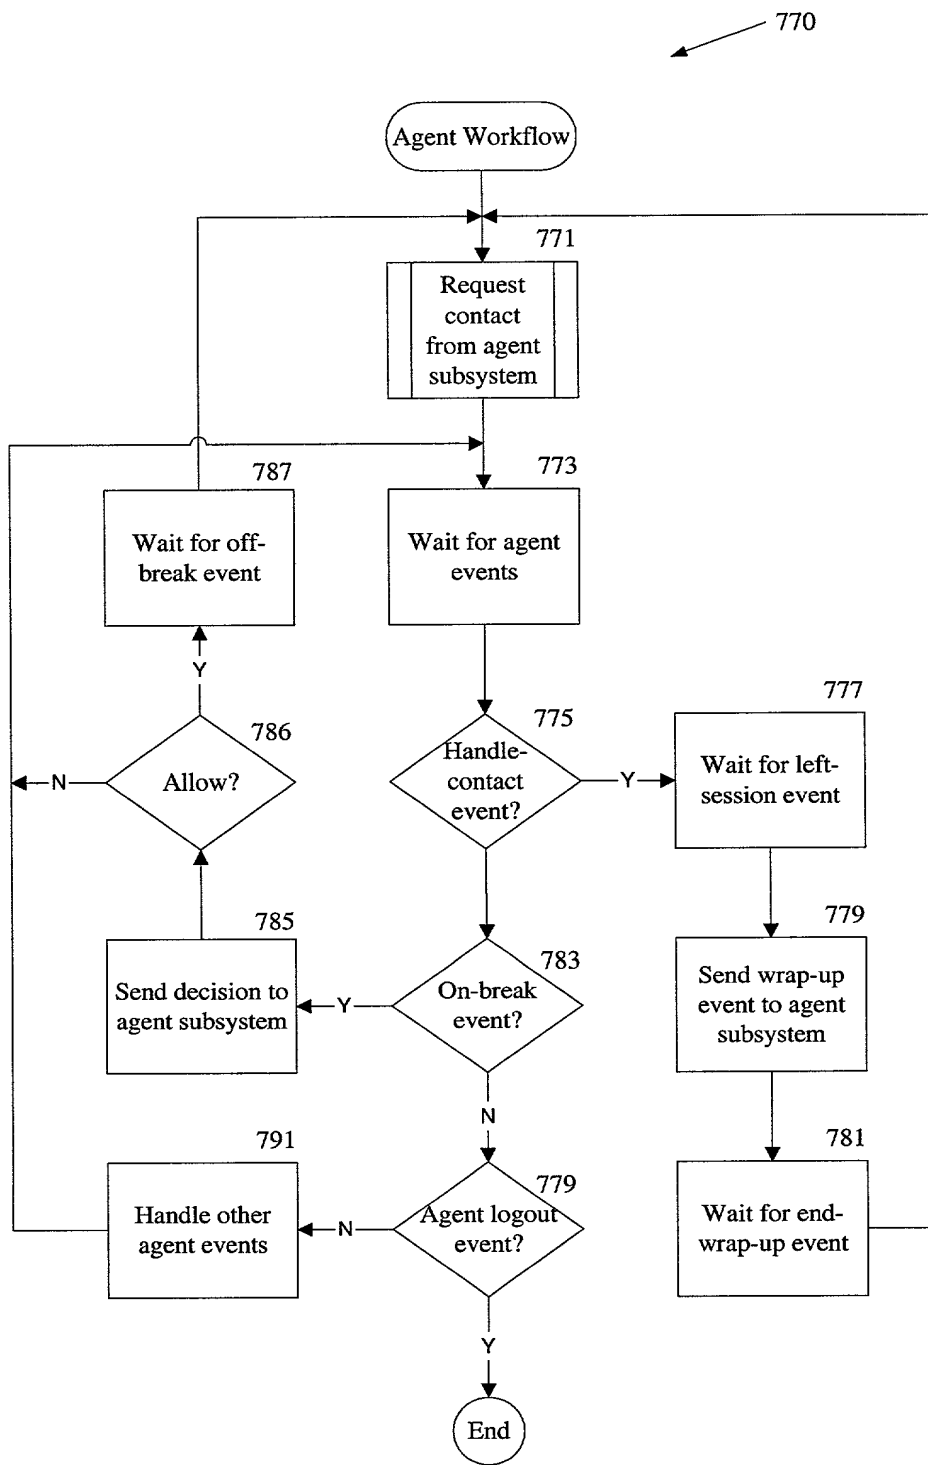 770
Agent Workflow
771
Request
contact
from agent
subsystem
787
773
Wait for off-
break event
Wait for agent
events
Y
777
786
775
Allow?
N
Handle-
contact
event?
Y
Wait for left-
session event
785
783
779
Send decision to
agent subsystem
Y
On-break
event?
Send wrap-up
event to agent
subsystem
N
791
779
781
Handle other
agent events
N
Agent logout
event?
Wait for end-
wrap-up event
Y
End